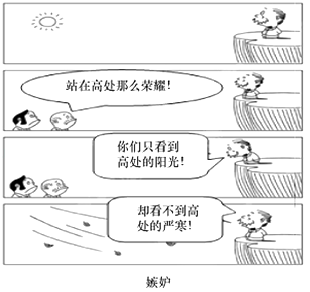 站在高处那么荣耀！
你们只看到
高处的阳光！
却看不到高
处的严寒！
嫉妒